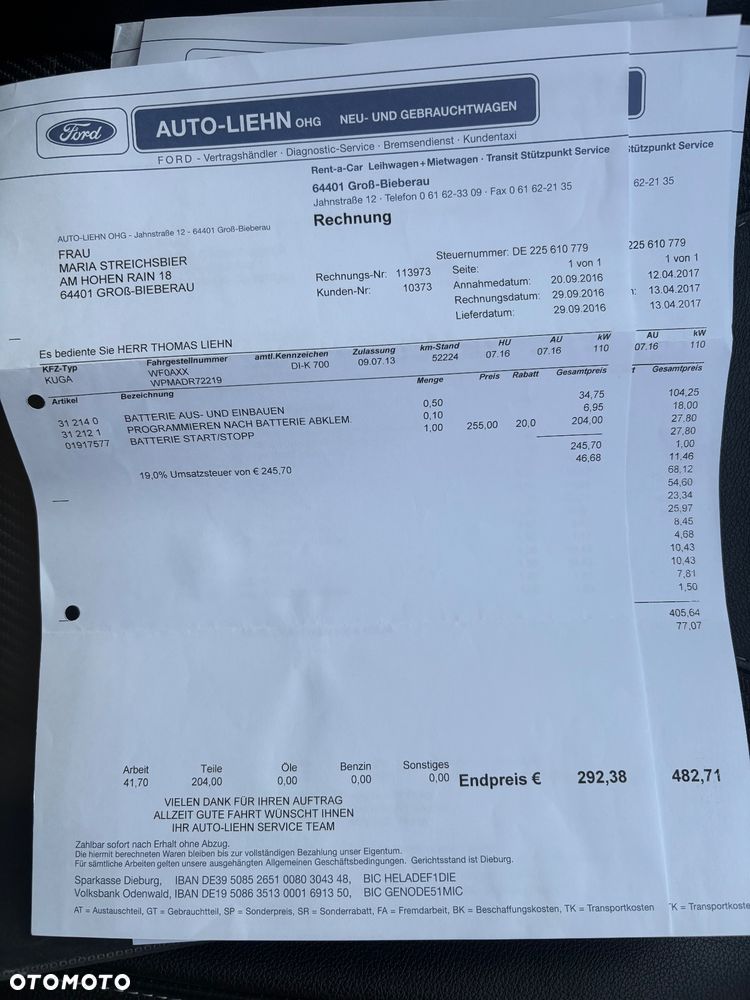 Ford
AUTO-LIEHN OHG NEU- UND GEBRAUCHTWAGEN
FORD - Vertragshändler · Diagnostic-Service · Bremsendienst · Kundentaxi
Rent-a-Car Leihwagen+Mietwagen · Transit Stützpunkt Service
64401 Groß-Bieberau
Jahnstraße 12 · Telefon 0 61 62-33 09 · Fax 0 61 62-21 35
Rechnung
AUTO-LIEHN OHG - Jahnstraße 12 - 64401 Groß-Bieberau
FRAU
MARIA STREICHSBIER
AM HOHEN RAIN 18
64401 GROß-BIEBERAU
Steuernummer: DE 225 610 779
Rechnungs-Nr: 113973 Seite: 1 von 1
Kunden-Nr: 10373 Annahmedatum: 20.09.2016
Rechnungsdatum: 29.09.2016
Lieferdatum: 29.09.2016
Es bediente Sie HERR THOMAS LIEHN
KFZ-Typ Fahrgestellnummer amtl.Kennzeichen Zulassung km-Stand HU AU kW
KUGA WF0AXX DI-K 700 09.07.13 52224 07.16 07.16 110
WPMADR72219
Artikel Bezeichnung Menge Preis Rabatt Gesamtpreis
31 214 0 BATTERIE AUS- UND EINBAUEN 0,50 34,75
31 212 1 PROGRAMMIEREN NACH BATTERIE ABKLEM. 0,10 6,95
01917577 BATTERIE START/STOPP 1,00 255,00 20,0 204,00
245,70
19,0% Umsatzsteuer von € 245,70 46,68
Arbeit Teile Öle Benzin Sonstiges
41,70 204,00 0,00 0,00 0,00 Endpreis € 292,38
VIELEN DANK FÜR IHREN AUFTRAG
ALLZEIT GUTE FAHRT WÜNSCHT IHNEN
IHR AUTO-LIEHN SERVICE TEAM
Zahlbar sofort nach Erhalt ohne Abzug.
Die hiermit berechneten Waren bleiben bis zur vollständigen Bezahlung unser Eigentum.
Für sämtliche Arbeiten gelten unsere ausgehängten Allgemeinen Geschäftsbedingungen. Gerichtsstand ist Dieburg.
Sparkasse Dieburg, IBAN DE39 5085 2651 0080 3043 48, BIC HELADEF1DIE
Volksbank Odenwald, IBAN DE19 5086 3513 0001 6913 50, BIC GENODE51MIC
AT = Austauschteil, GT = Gebrauchtteil, SP = Sonderpreis, SR = Sonderrabatt, FA = Fremdarbeit, BK = Beschaffungskosten, TK = Transportkosten
Stützpunkt Service
62-21 35
225 610 779
1 von 1
12.04.2017
13.04.2017
13.04.2017
AU kW
07.16 110
Gesamtpreis
104,25
18,00
27,80
27,80
1,00
11,46
68,12
54,60
23,34
25,97
8,45
4,68
10,43
10,43
7,81
1,50
405,64
77,07
482,71
TK = Transportkoste
OTOMOTO